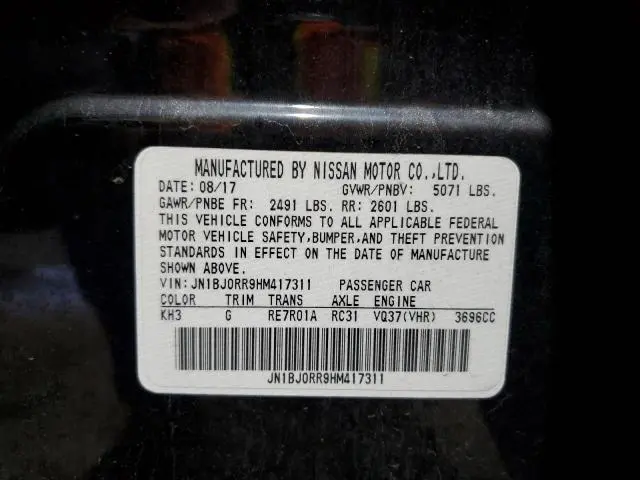 MANUFACTURED BY NISSAN MOTOR CO.,LTD.
DATE: 08/17 GVWR/PNBV: 5071 LBS.
GAWR/PNBE FR: 2491 LBS. RR: 2601 LBS.
THIS VEHICLE CONFORMS TO ALL APPLICABLE FEDERAL
MOTOR VEHICLE SAFETY,BUMPER,AND THEFT PREVENTION
STANDARDS IN EFFECT ON THE DATE OF MANUFACTURE
SHOWN ABOVE.
VIN: JN1BJ0RR9HM417311 PASSENGER CAR
COLOR TRIM TRANS AXLE ENGINE
KH3 G RE7R01A RC31 VQ37(VHR) 3696CC
JN1BJ0RR9HM417311